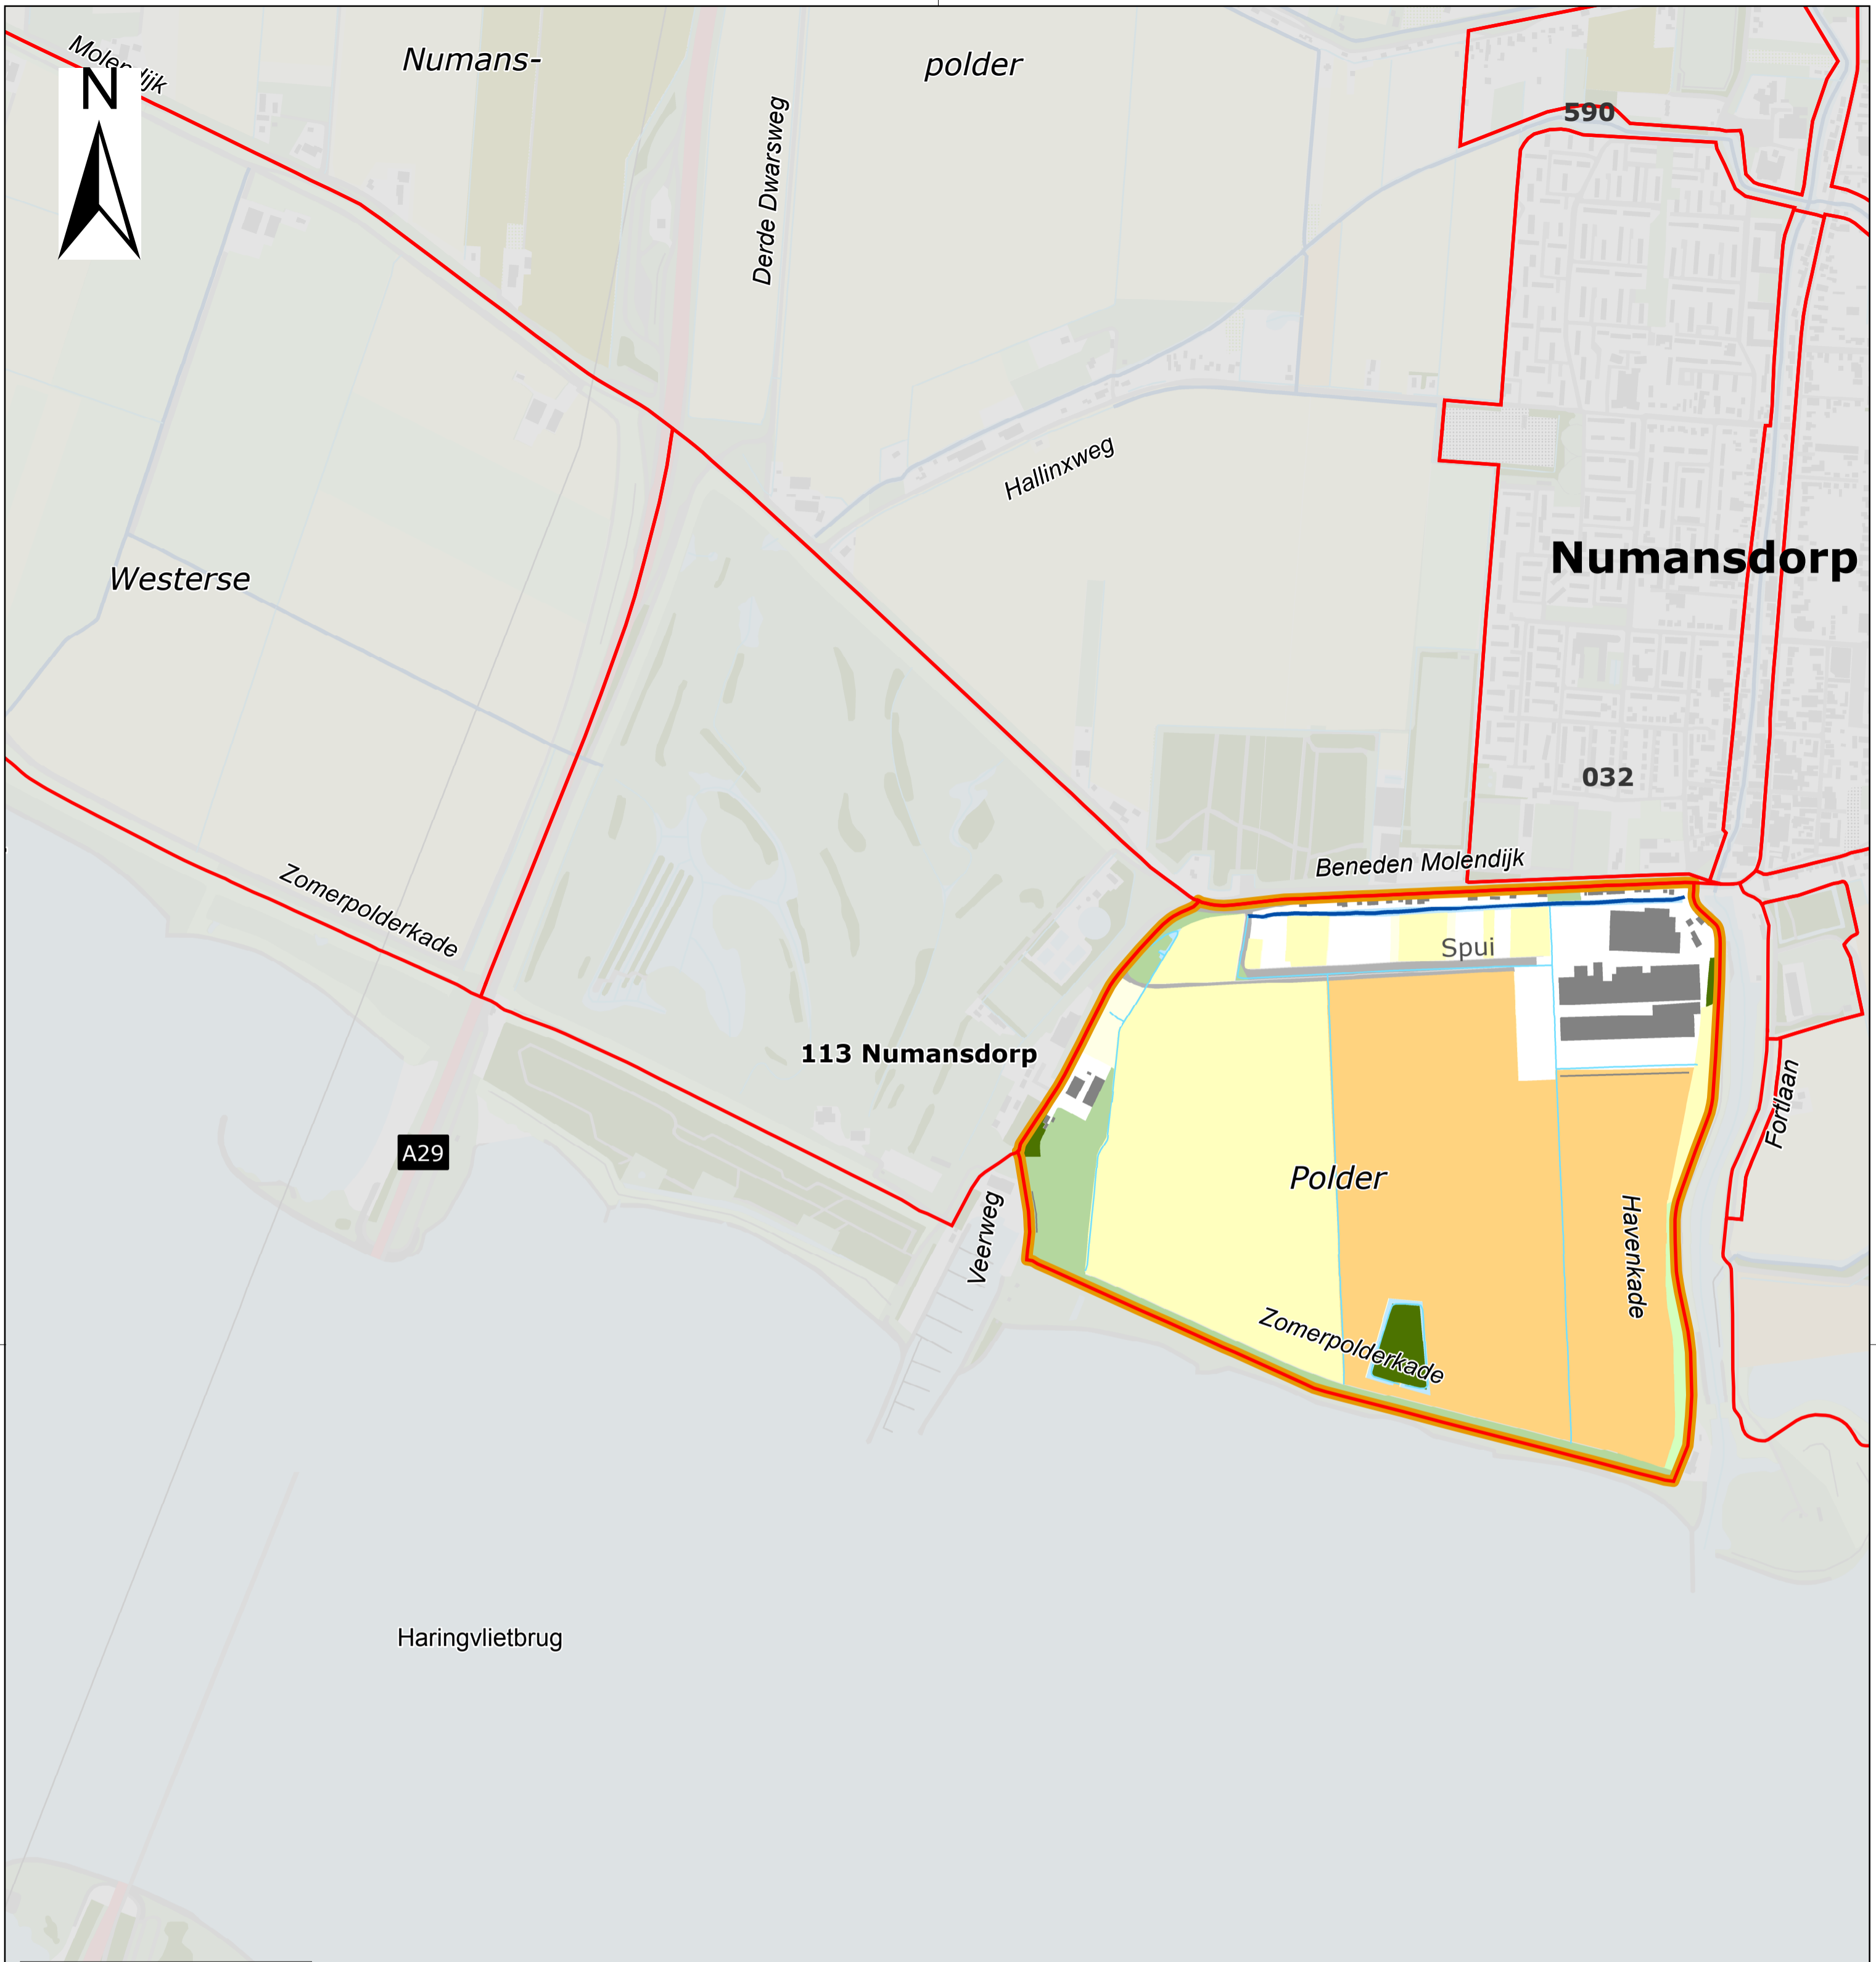 Molendijk
N
Numans-
polder
590
Derde Dwarsweg
Hallinxweg
Westerse
Numansdorp
032
Beneden Molendijk
Zomerpolderkade
Spui
113 Numansdorp
Fortlaan
A29
Polder
Veerweg
Havenkade
Zomerpolderkade
Haringvlietbrug